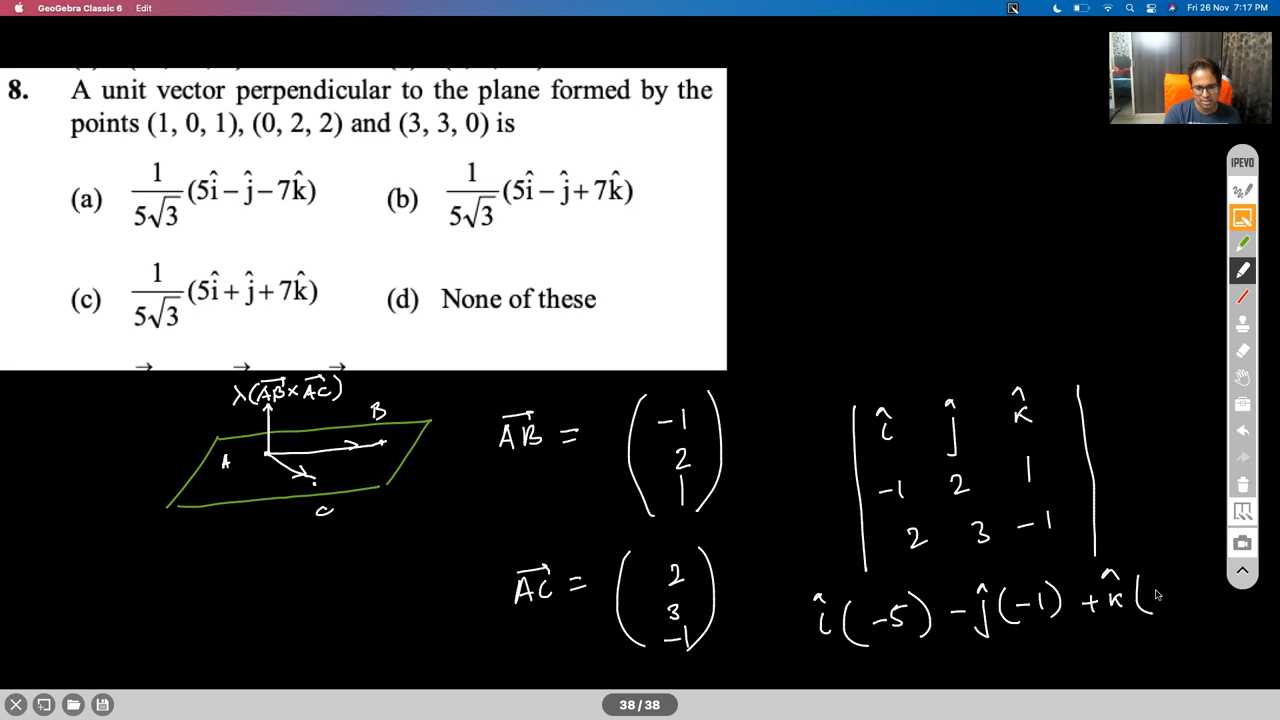 GeoGebra Classic 6 Edit Fri 26 Nov 7:17 PM
8. A unit vector perpendicular to the plane formed by the
points (1, 0, 1), (0, 2, 2) and (3, 3, 0) is
(a) 1/5√3 (5î − ĵ − 7k̂) (b) 1/5√3 (5î − ĵ + 7k̂)
(c) 1/5√3 (5î + ĵ + 7k̂) (d) None of these
IPEVO
λ(AB→ × AC→)
A
B
C
AB→ = (-1
2
1)
AC→ = (2
3
-1)
| î ĵ k̂ |
| -1 2 1 |
| 2 3 -1 |
î(-5) - ĵ(-1) + k̂(
38 / 38